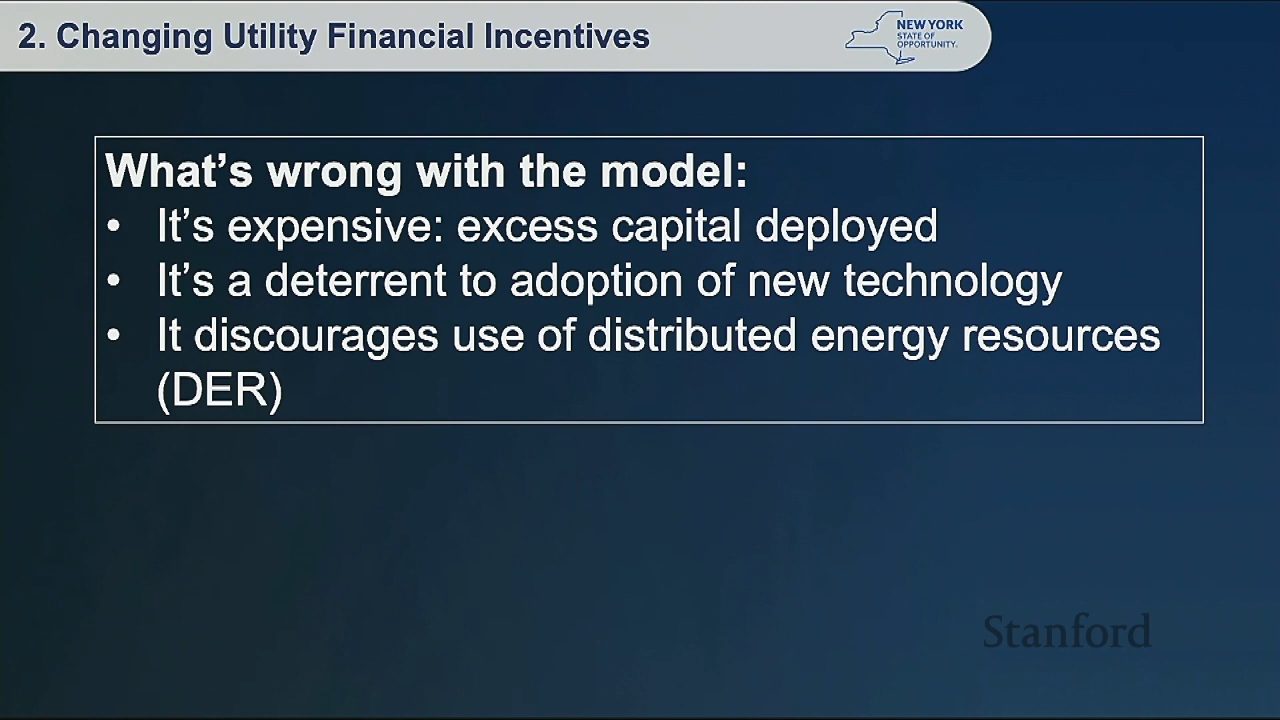 2. Changing Utility Financial Incentives
NEW YORK
STATE OF
OPPORTUNITY.
What's wrong with the model:
• It's expensive: excess capital deployed
• It's a deterrent to adoption of new technology
• It discourages use of distributed energy resources
(DER)
Stanford